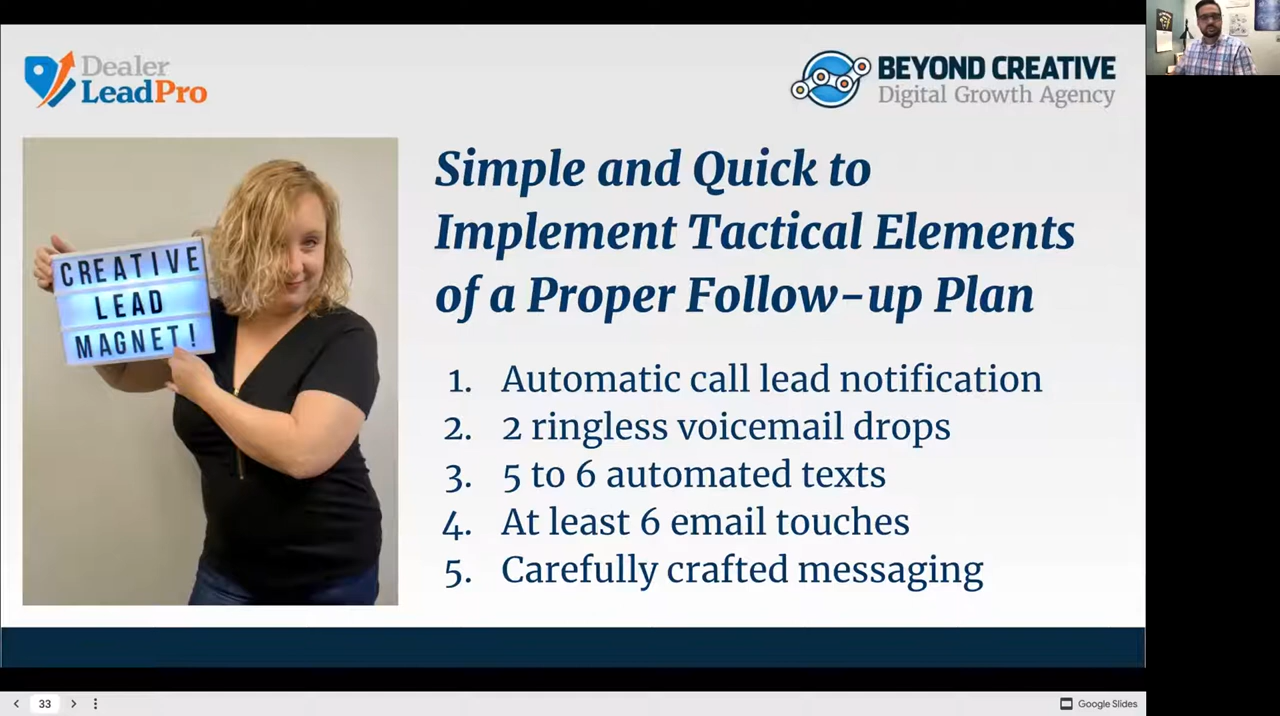 Dealer
LeadPro
BEYOND CREATIVE
Digital Growth Agency
CREATIVE
LEAD
MAGNET!
Simple and Quick to
Implement Tactical Elements
of a Proper Follow-up Plan
1. Automatic call lead notification
2. 2 ringless voicemail drops
3. 5 to 6 automated texts
4. At least 6 email touches
5. Carefully crafted messaging
33
Google Slides